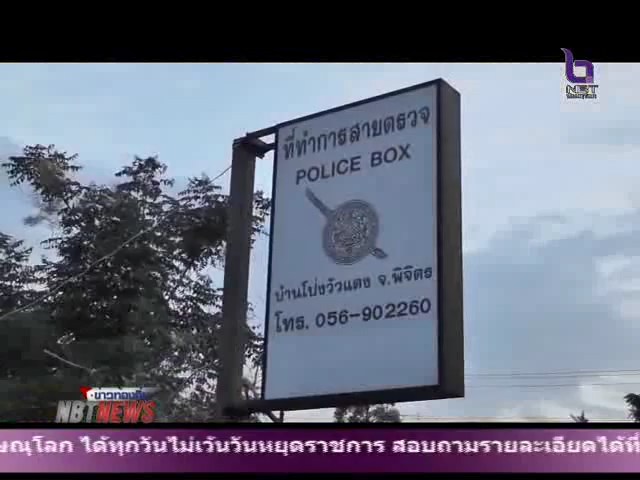 NBT
ที่ทำการสายตรวจ
POLICE BOX
บ้านโป่งวัวแดง จ.พิจิตร
โทร. 056-902260
ข่าวท้องถิ่น
NBT NEWS
ษณุโลก ได้ทุกวันไม่เว้นวันหยุดราชการ สอบถามรายละเอียดได้ที่